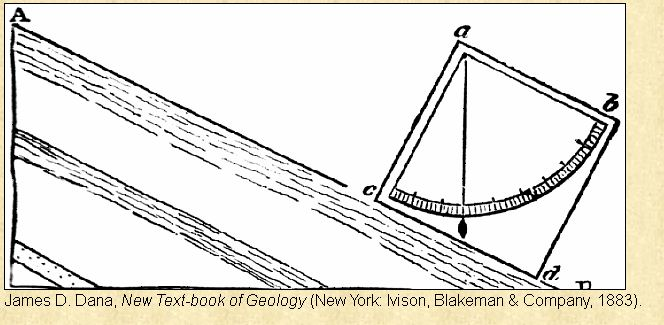 A
a
b
c
d
James D. Dana, New Text-book of Geology (New York: Ivison, Blakeman & Company, 1883).